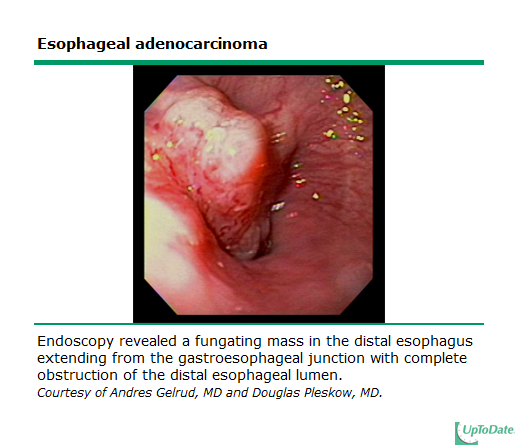 Esophageal adenocarcinoma
Endoscopy revealed a fungating mass in the distal esophagus
extending from the gastroesophageal junction with complete
obstruction of the distal esophageal lumen.
Courtesy of Andres Gelrud, MD and Douglas Pleskow, MD.
UpToDate